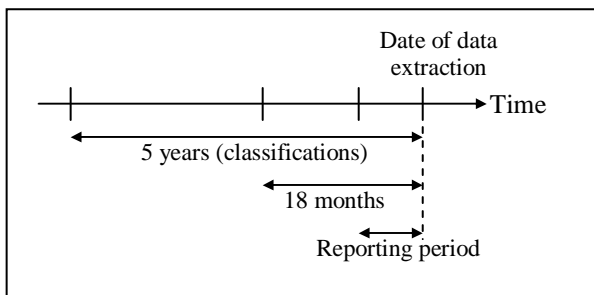 Date of data
extraction
Time
5 years (classifications)
18 months
Reporting period